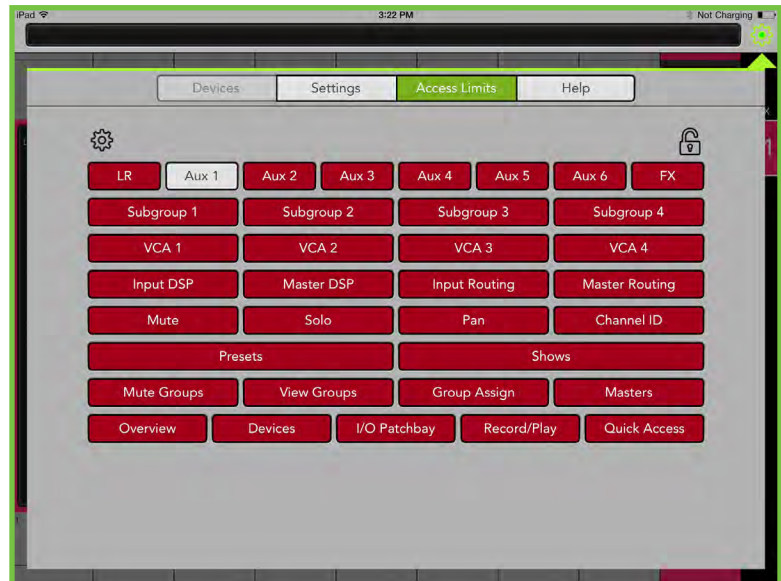 iPad 3:22 PM Not Charging
Devices Settings Access Limits Help
LR Aux 1 Aux 2 Aux 3 Aux 4 Aux 5 Aux 6 FX
Subgroup 1 Subgroup 2 Subgroup 3 Subgroup 4
VCA 1 VCA 2 VCA 3 VCA 4
Input DSP Master DSP Input Routing Master Routing
Mute Solo Pan Channel ID
Presets Shows
Mute Groups View Groups Group Assign Masters
Overview Devices I/O Patchbay Record/Play Quick Access